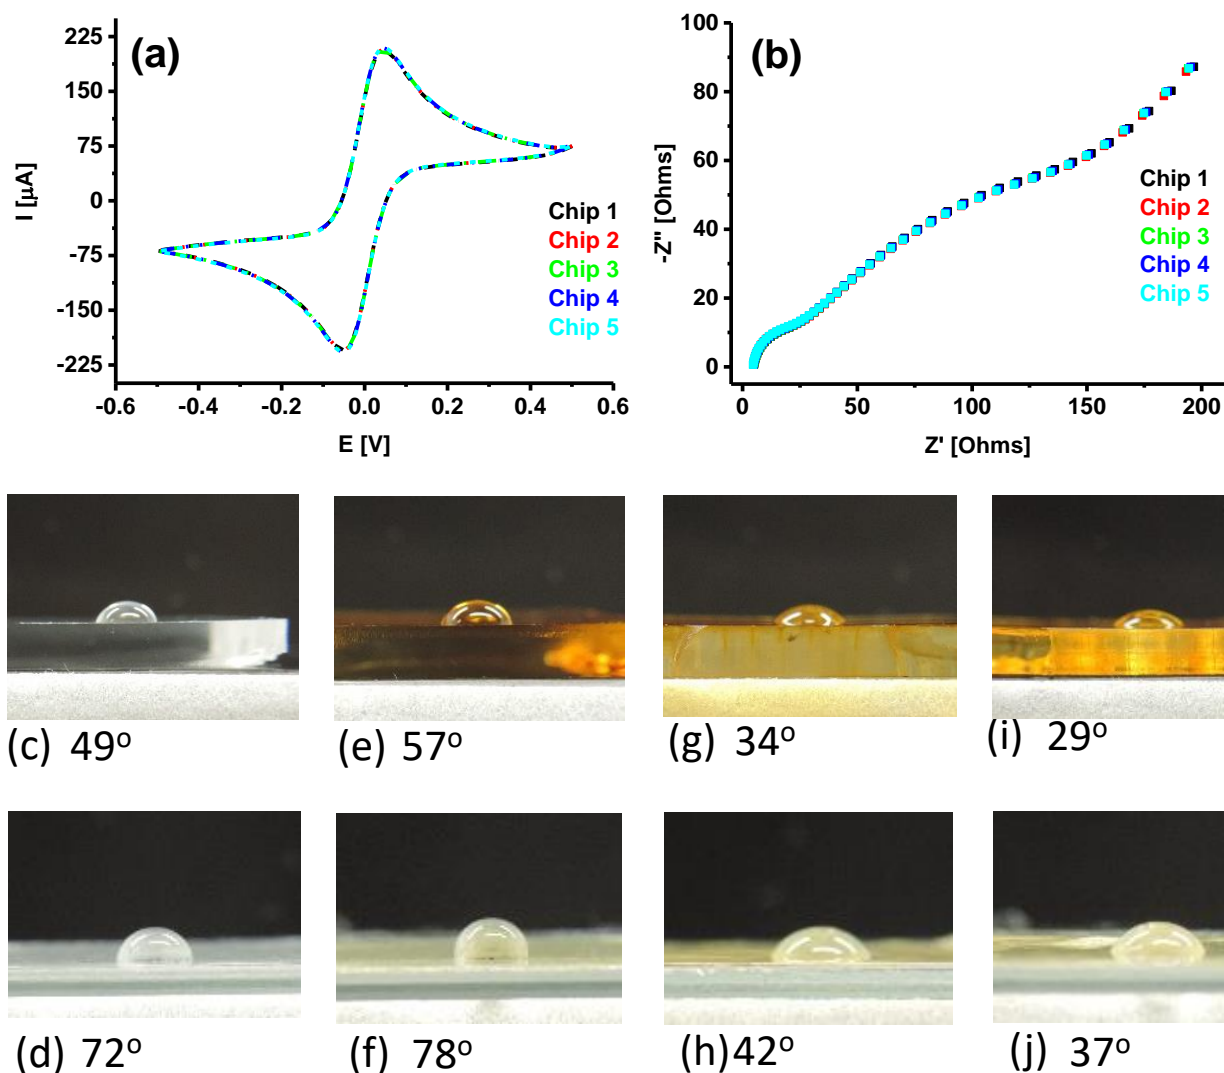 (a)
225
150
75
0
-75
-150
-225
I [µA]
-0.6 -0.4 -0.2 0.0 0.2 0.4 0.6
E [V]
Chip 1
Chip 2
Chip 3
Chip 4
Chip 5
(b)
100
80
60
40
20
0
-Z" [Ohms]
0 50 100 150 200
Z' [Ohms]
Chip 1
Chip 2
Chip 3
Chip 4
Chip 5
(c) 49°
(e) 57°
(g) 34°
(i) 29°
(d) 72°
(f) 78°
(h) 42°
(j) 37°